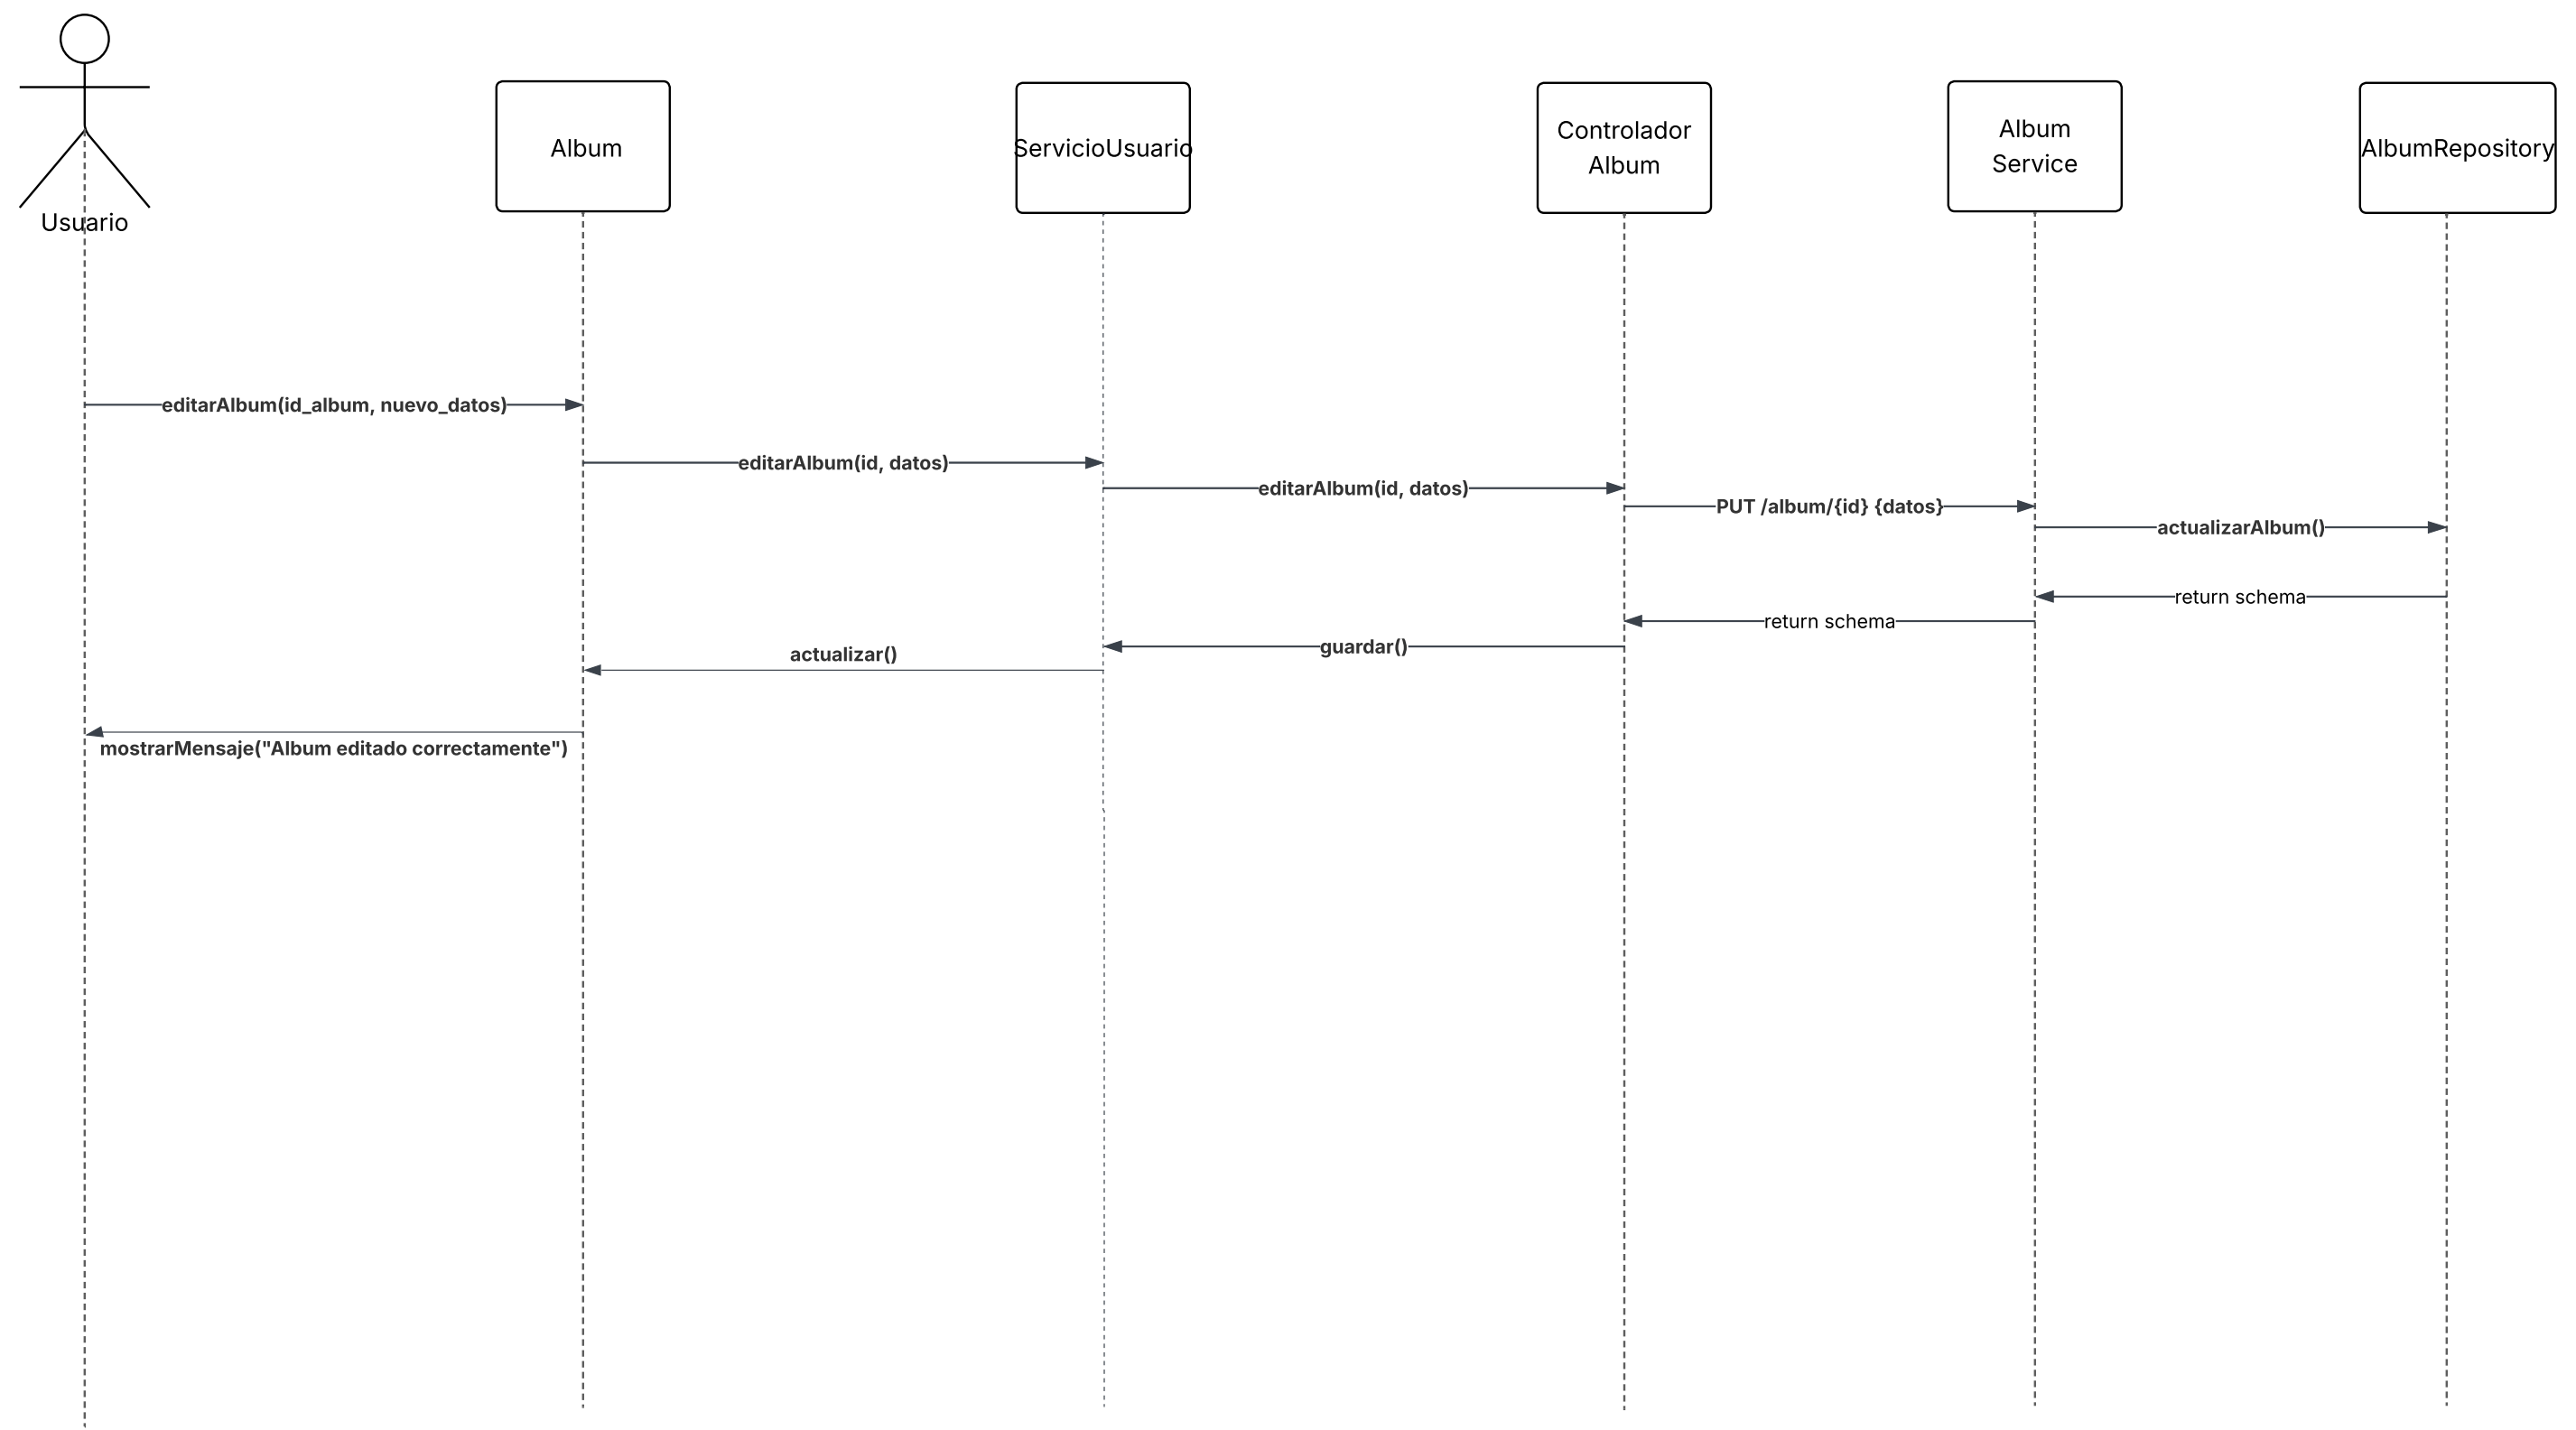 Usuario
Album
ServicioUsuario
Controlador
Album
Album
Service
AlbumRepository
editarAlbum(id_album, nuevo_datos)
editarAlbum(id, datos)
editarAlbum(id, datos)
PUT /album/{id} {datos}
actualizarAlbum()
return schema
return schema
guardar()
actualizar()
mostrarMensaje("Album editado correctamente")